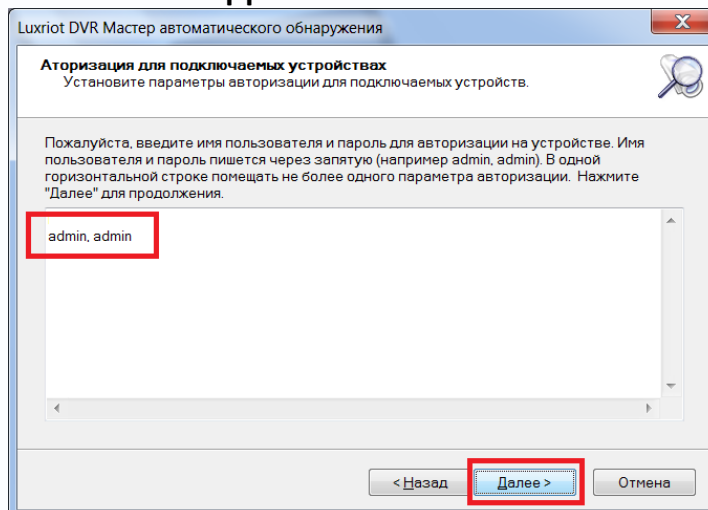 Luxriot DVR Мастер автоматического обнаружения
Аторизация для подключаемых устройствах
Установите параметры авторизации для подключаемых устройств.
Пожалуйста, введите имя пользователя и пароль для авторизации на устройстве. Имя
пользователя и пароль пишется через запятую (например admin, admin). В одной
горизонтальной строке помещать не более одного параметра авторизации. Нажмите
"Далее" для продолжения.
admin, admin
< Назад
Далее >
Отмена